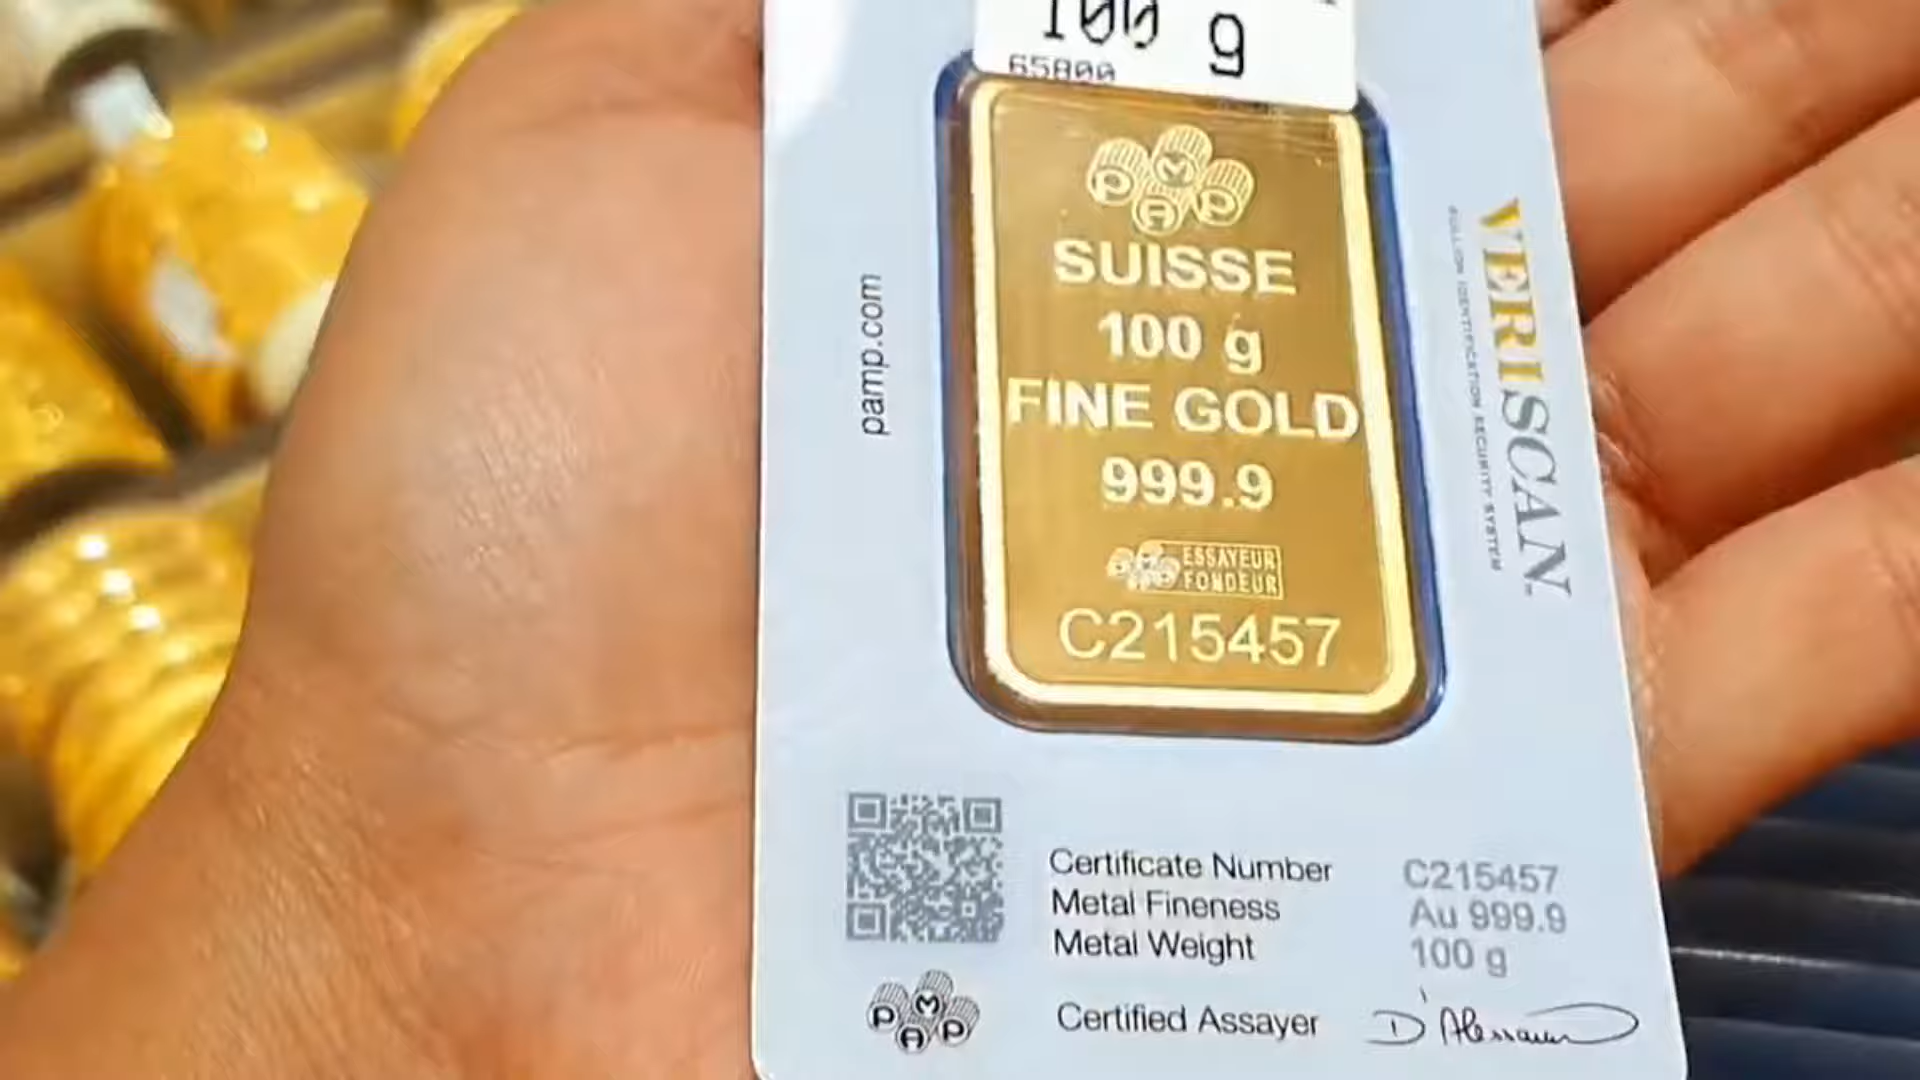 100 g
65800
PAMP
SUISSE
100 g
FINE GOLD
999.9
PAMP ESSAYEUR
FONDEUR
C215457
pamp.com
VERISCAN
BULLION IDENTIFICATION SECURITY SYSTEM
Certificate Number C215457
Metal Fineness Au 999.9
Metal Weight 100 g
PAMP
Certified Assayer